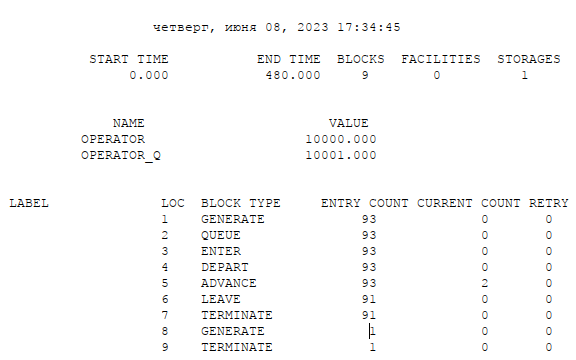 четверг, июня 08, 2023 17:34:45
START TIME END TIME BLOCKS FACILITIES STORAGES
0.000 480.000 9 0 1
NAME VALUE
OPERATOR 10000.000
OPERATOR_Q 10001.000
LABEL LOC BLOCK TYPE ENTRY COUNT CURRENT COUNT RETRY
1 GENERATE 93 0 0
2 QUEUE 93 0 0
3 ENTER 93 0 0
4 DEPART 93 0 0
5 ADVANCE 93 2 0
6 LEAVE 91 0 0
7 TERMINATE 91 0 0
8 GENERATE 1 0 0
9 TERMINATE 1 0 0